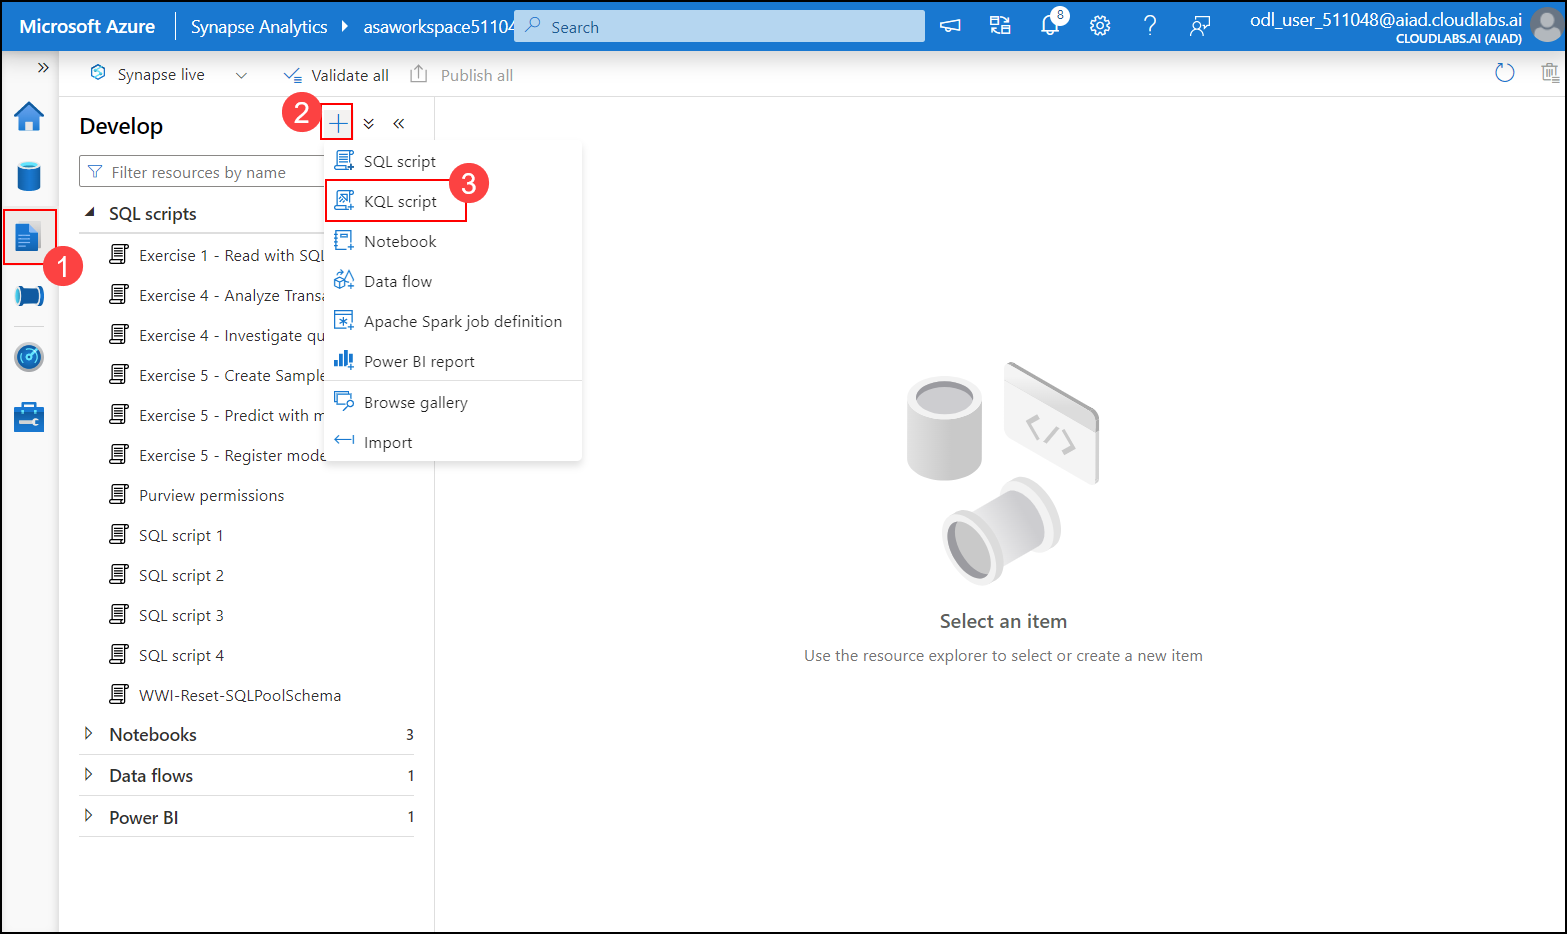 Microsoft Azure
Synapse Analytics
asaworkspace51104
Search
8
odl_user_511048@aiad.cloudlabs.ai
CLOUDLABS.AI (AIAD)
Synapse live
Validate all
Publish all
Develop
2
Filter resources by name
SQL script
3
KQL script
SQL scripts
Notebook
1
Exercise 1 - Read with SQL
Data flow
Exercise 4 - Analyze Transa
Apache Spark job definition
Exercise 4 - Investigate qu
Power BI report
Exercise 5 - Create Sample
Browse gallery
Exercise 5 - Predict with m
Import
Exercise 5 - Register mode
Purview permissions
SQL script 1
SQL script 2
SQL script 3
SQL script 4
WWI-Reset-SQLPoolSchema
Notebooks 3
Data flows 1
Power BI 1
</>
Select an item
Use the resource explorer to select or create a new item